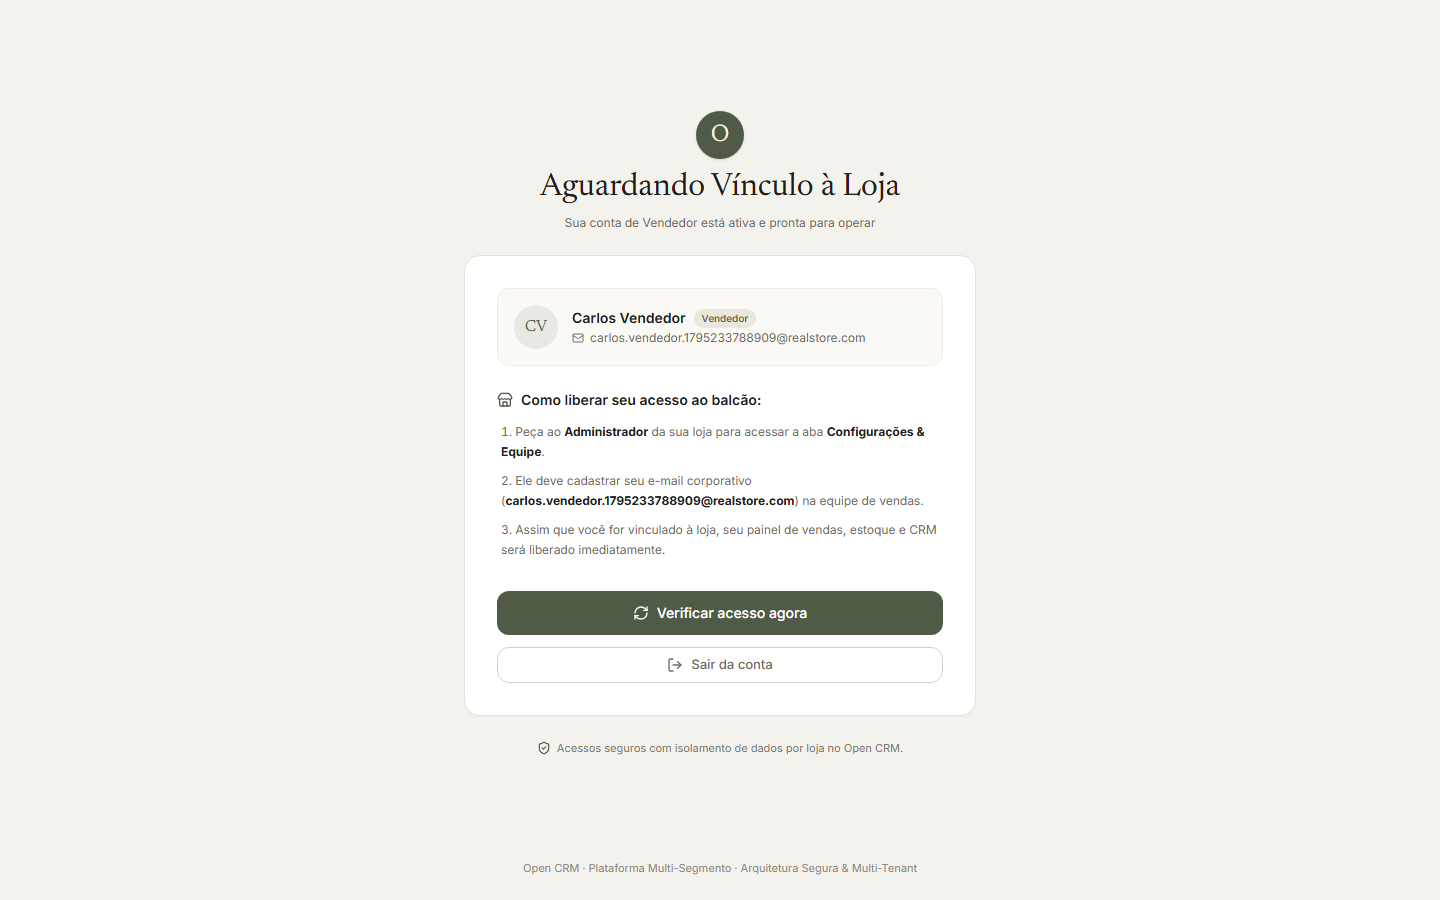 O
Aguardando Vínculo à Loja
Sua conta de Vendedor está ativa e pronta para operar
CV
Carlos Vendedor Vendedor
carlos.vendedor.1795233788909@realstore.com
Como liberar seu acesso ao balcão:
1. Peça ao Administrador da sua loja para acessar a aba Configurações &
Equipe.
2. Ele deve cadastrar seu e-mail corporativo
(carlos.vendedor.1795233788909@realstore.com) na equipe de vendas.
3. Assim que você for vinculado à loja, seu painel de vendas, estoque e CRM
será liberado imediatamente.
Verificar acesso agora
Sair da conta
Acessos seguros com isolamento de dados por loja no Open CRM.
Open CRM · Plataforma Multi-Segmento · Arquitetura Segura & Multi-Tenant